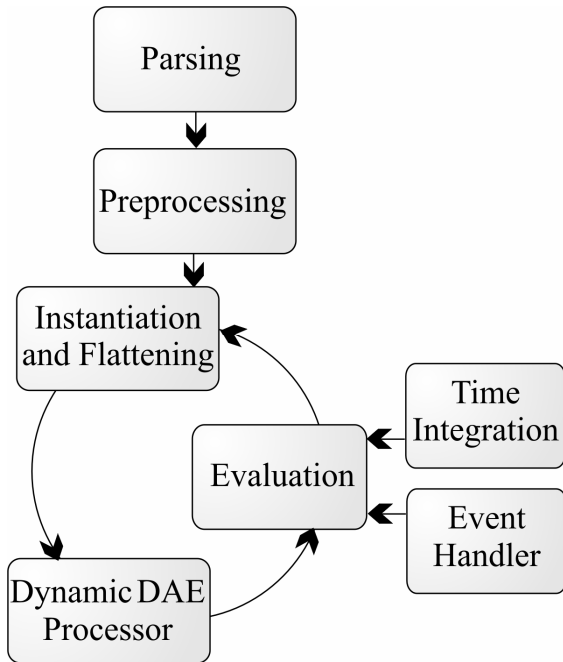 Parsing
Preprocessing
Instantiation
and Flattening
Time
Integration
Evaluation
Event
Handler
Dynamic DAE
Processor